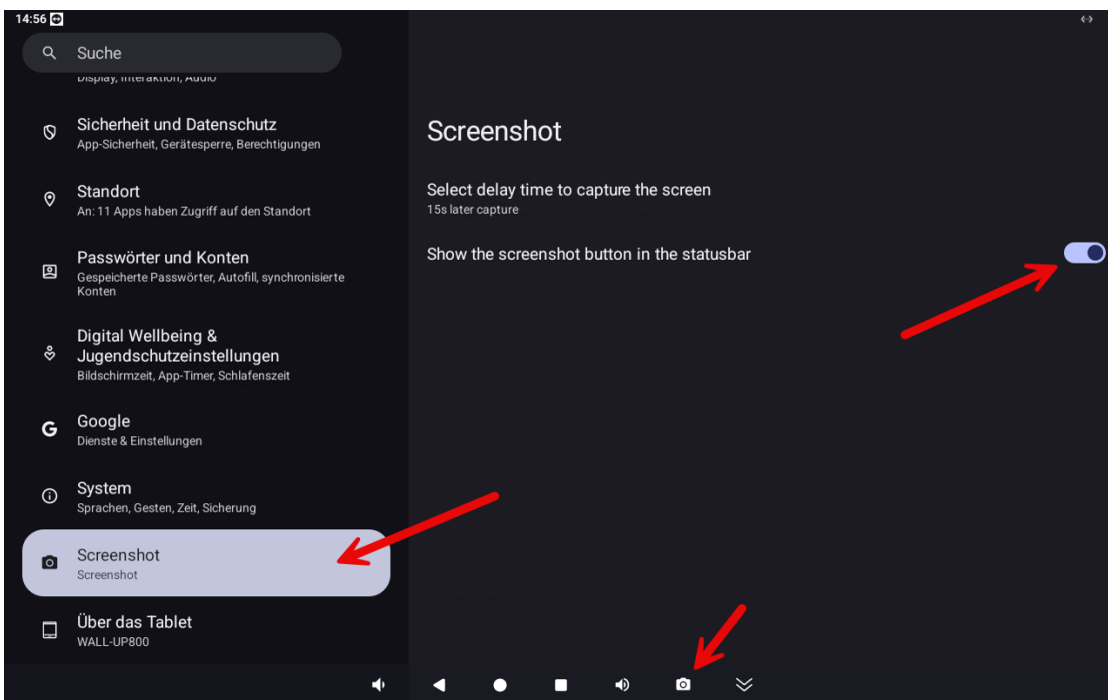 14:56
Suche
Display, Interaktion, Audio
Sicherheit und Datenschutz
App-Sicherheit, Gerätesperre, Berechtigungen
Standort
An: 11 Apps haben Zugriff auf den Standort
Passwörter und Konten
Gespeicherte Passwörter, Autofill, synchronisierte
Konten
Digital Wellbeing &
Jugendschutzeinstellungen
Bildschirmzeit, App-Timer, Schlafenszeit
Google
Dienste & Einstellungen
System
Sprachen, Gesten, Zeit, Sicherung
Screenshot
Screenshot
Über das Tablet
WALL-UP800
Screenshot
Select delay time to capture the screen
15s later capture
Show the screenshot button in the statusbar